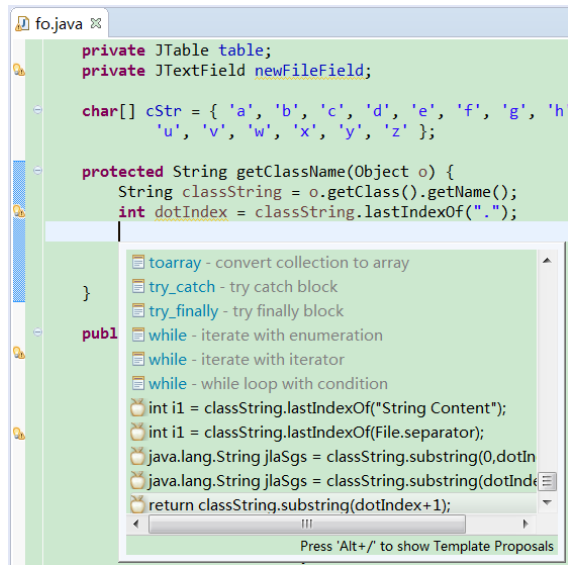 fo.java
private JTable table;
private JTextField newFileField;
char[] cStr = { 'a', 'b', 'c', 'd', 'e', 'f', 'g', 'h'
'u', 'v', 'w', 'x', 'y', 'z' };
protected String getClassName(Object o) {
String classString = o.getClass().getName();
int dotIndex = classString.lastIndexOf(".");
toarray - convert collection to array
try_catch - try catch block
try_finally - try finally block
while - iterate with enumeration
while - iterate with iterator
while - while loop with condition
int i1 = classString.lastIndexOf("String Content");
int i1 = classString.lastIndexOf(File.separator);
java.lang.String jlaSgs = classString.substring(0,dotIn
java.lang.String jlaSgs = classString.substring(dotInde
return classString.substring(dotIndex+1);
Press 'Alt+/' to show Template Proposals
}
publ